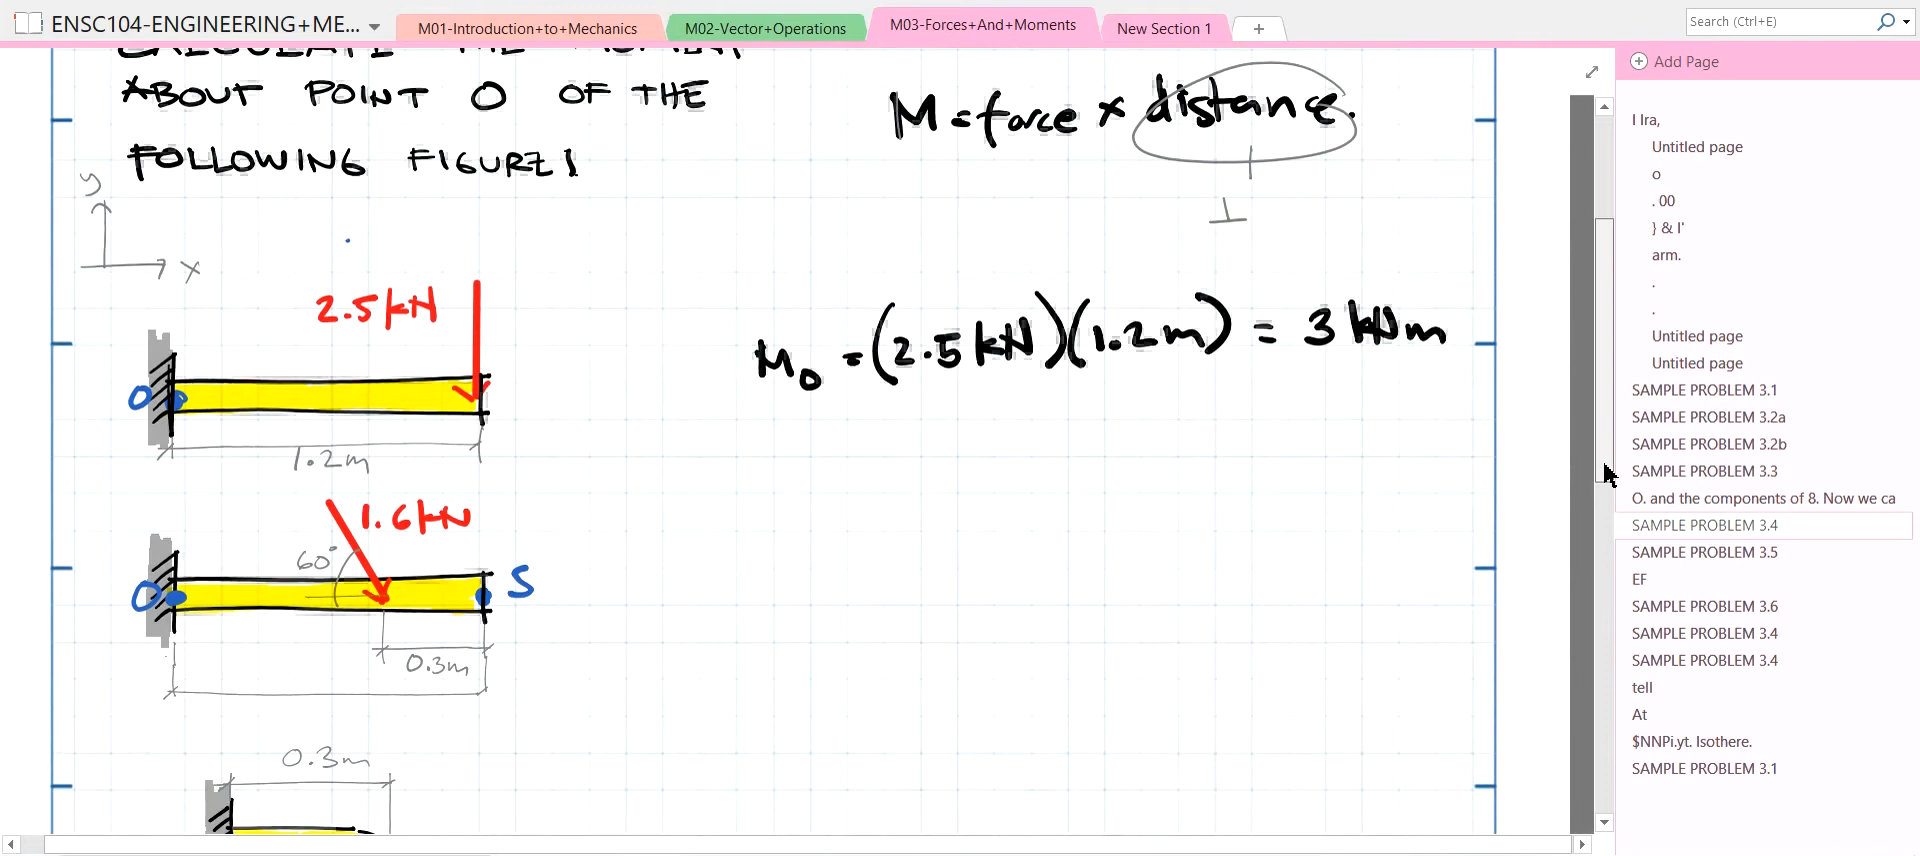 ENSC104-ENGINEERING+ME...
M01-Introduction+to+Mechanics
M02-Vector+Operations
M03-Forces+And+Moments
New Section 1
+
Search (Ctrl+E)
Add Page
ABOUT POINT O OF THE
FOLLOWING FIGURE!
M = force × distance.
⊥
y
x
2.5 kN
M_O = (2.5 kN)(1.2m) = 3 kNm
O
1.2m
1.6 kN
60°
O
S
0.3m
0.3m
I Ira,
Untitled page
o
. 00
} & I'
arm.
.
.
Untitled page
Untitled page
SAMPLE PROBLEM 3.1
SAMPLE PROBLEM 3.2a
SAMPLE PROBLEM 3.2b
SAMPLE PROBLEM 3.3
O. and the components of 8. Now we ca
SAMPLE PROBLEM 3.4
SAMPLE PROBLEM 3.5
EF
SAMPLE PROBLEM 3.6
SAMPLE PROBLEM 3.4
SAMPLE PROBLEM 3.4
tell
At
$NNPi.yt. Isothere.
SAMPLE PROBLEM 3.1